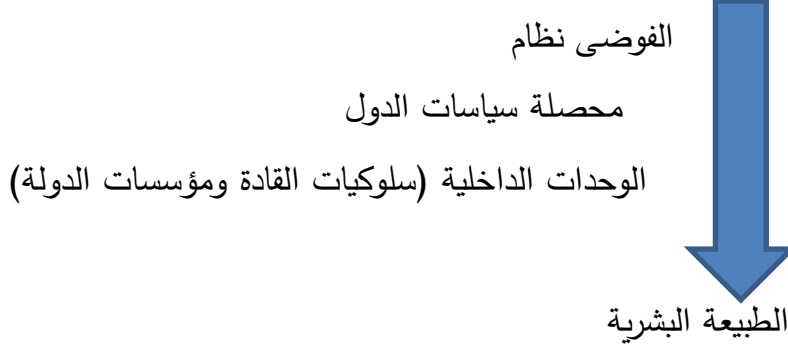 الفوضى نظام
محصلة سياسات الدول
الوحدات الداخلية (سلوكيات القادة ومؤسسات الدولة)
الطبيعة البشرية